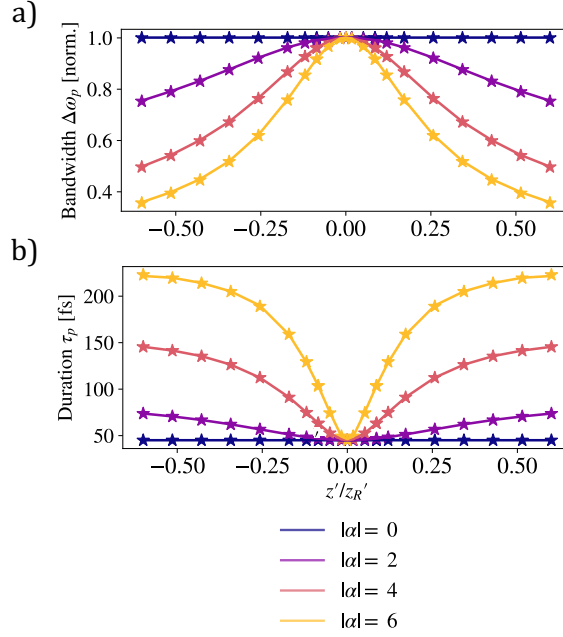 a)
Bandwidth Δω_p [norm.]
1.0
0.8
0.6
0.4
−0.50
−0.25
0.00
0.25
0.50
b)
Duration τ_p [fs]
200
150
100
50
−0.50
−0.25
0.00
0.25
0.50
z'/z_R'
|α| = 0
|α| = 2
|α| = 4
|α| = 6